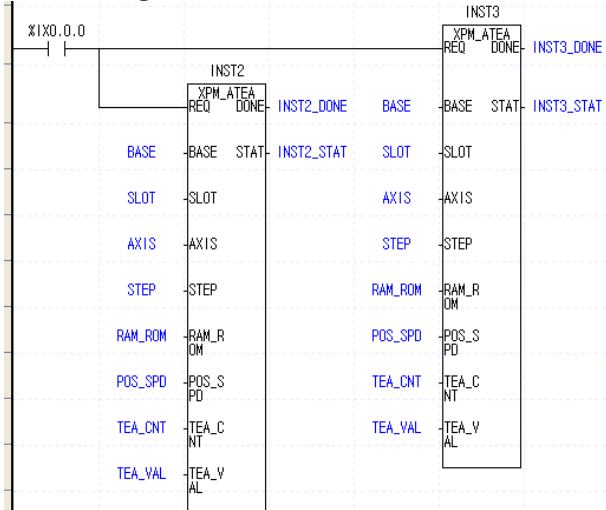 INST3
%IX0.0.0
XPM_ATEA
REQ DONE INST3_DONE
INST2
XPM_ATEA
REQ DONE INST2_DONE
BASE BASE STAT INST3_STAT
BASE BASE STAT INST2_STAT
SLOT SLOT
SLOT SLOT
AXIS AXIS
AXIS AXIS
STEP STEP
STEP STEP
RAM_ROM RAM_R
OM
RAM_ROM RAM_R
OM
POS_SPD POS_S
PD
POS_SPD POS_S
PD
TEA_CNT TEA_C
NT
TEA_CNT TEA_C
NT
TEA_VAL TEA_V
AL
TEA_VAL TEA_V
AL